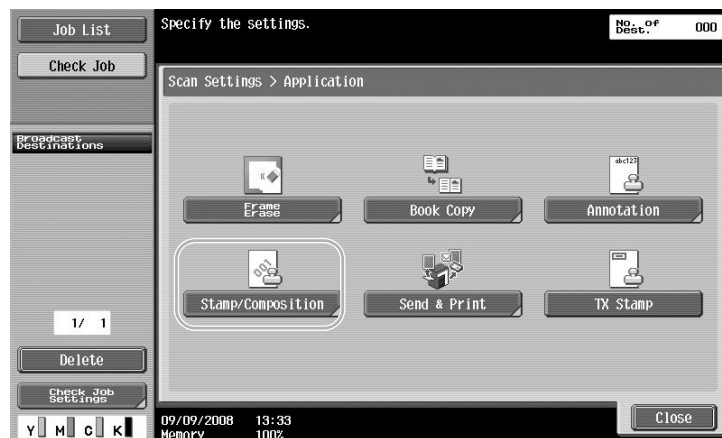 Job List
Check Job
Broadcast
Destinations
1/ 1
Delete
Check Job
Settings
Y M C K
Specify the settings.
No. of
Dest.
000
Scan Settings > Application
Frame
Erase
Book Copy
abc123
Annotation
001
Stamp/Composition
Send & Print
TX Stamp
09/09/2008 13:33
Memory 100%
Close